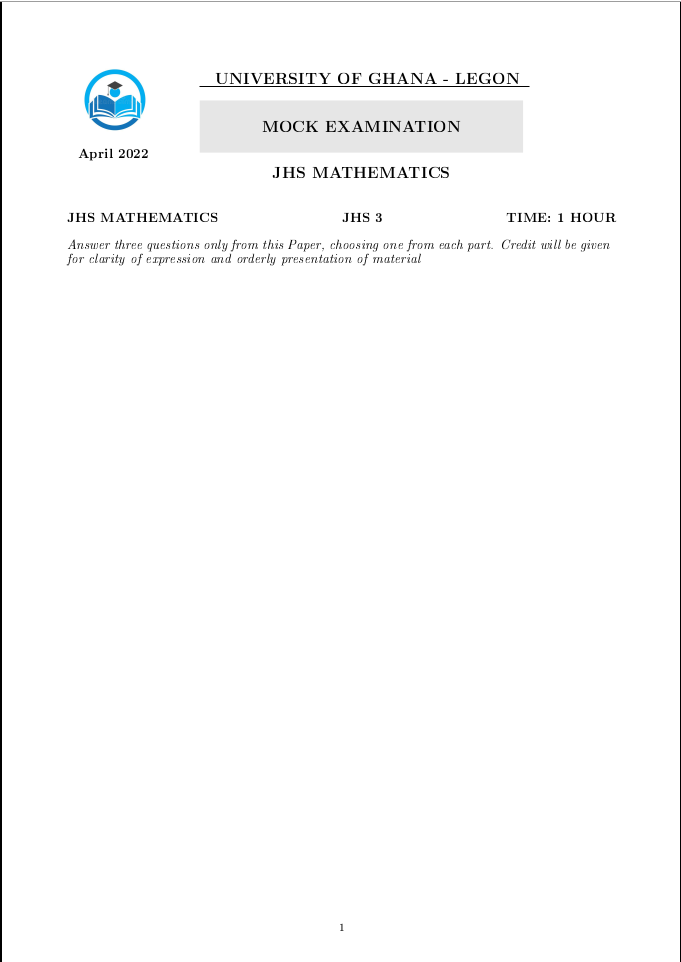 UNIVERSITY OF GHANA - LEGON
MOCK EXAMINATION
April 2022
JHS MATHEMATICS
JHS MATHEMATICS JHS 3 TIME: 1 HOUR
Answer three questions only from this Paper, choosing one from each part. Credit will be given
for clarity of expression and orderly presentation of material
1